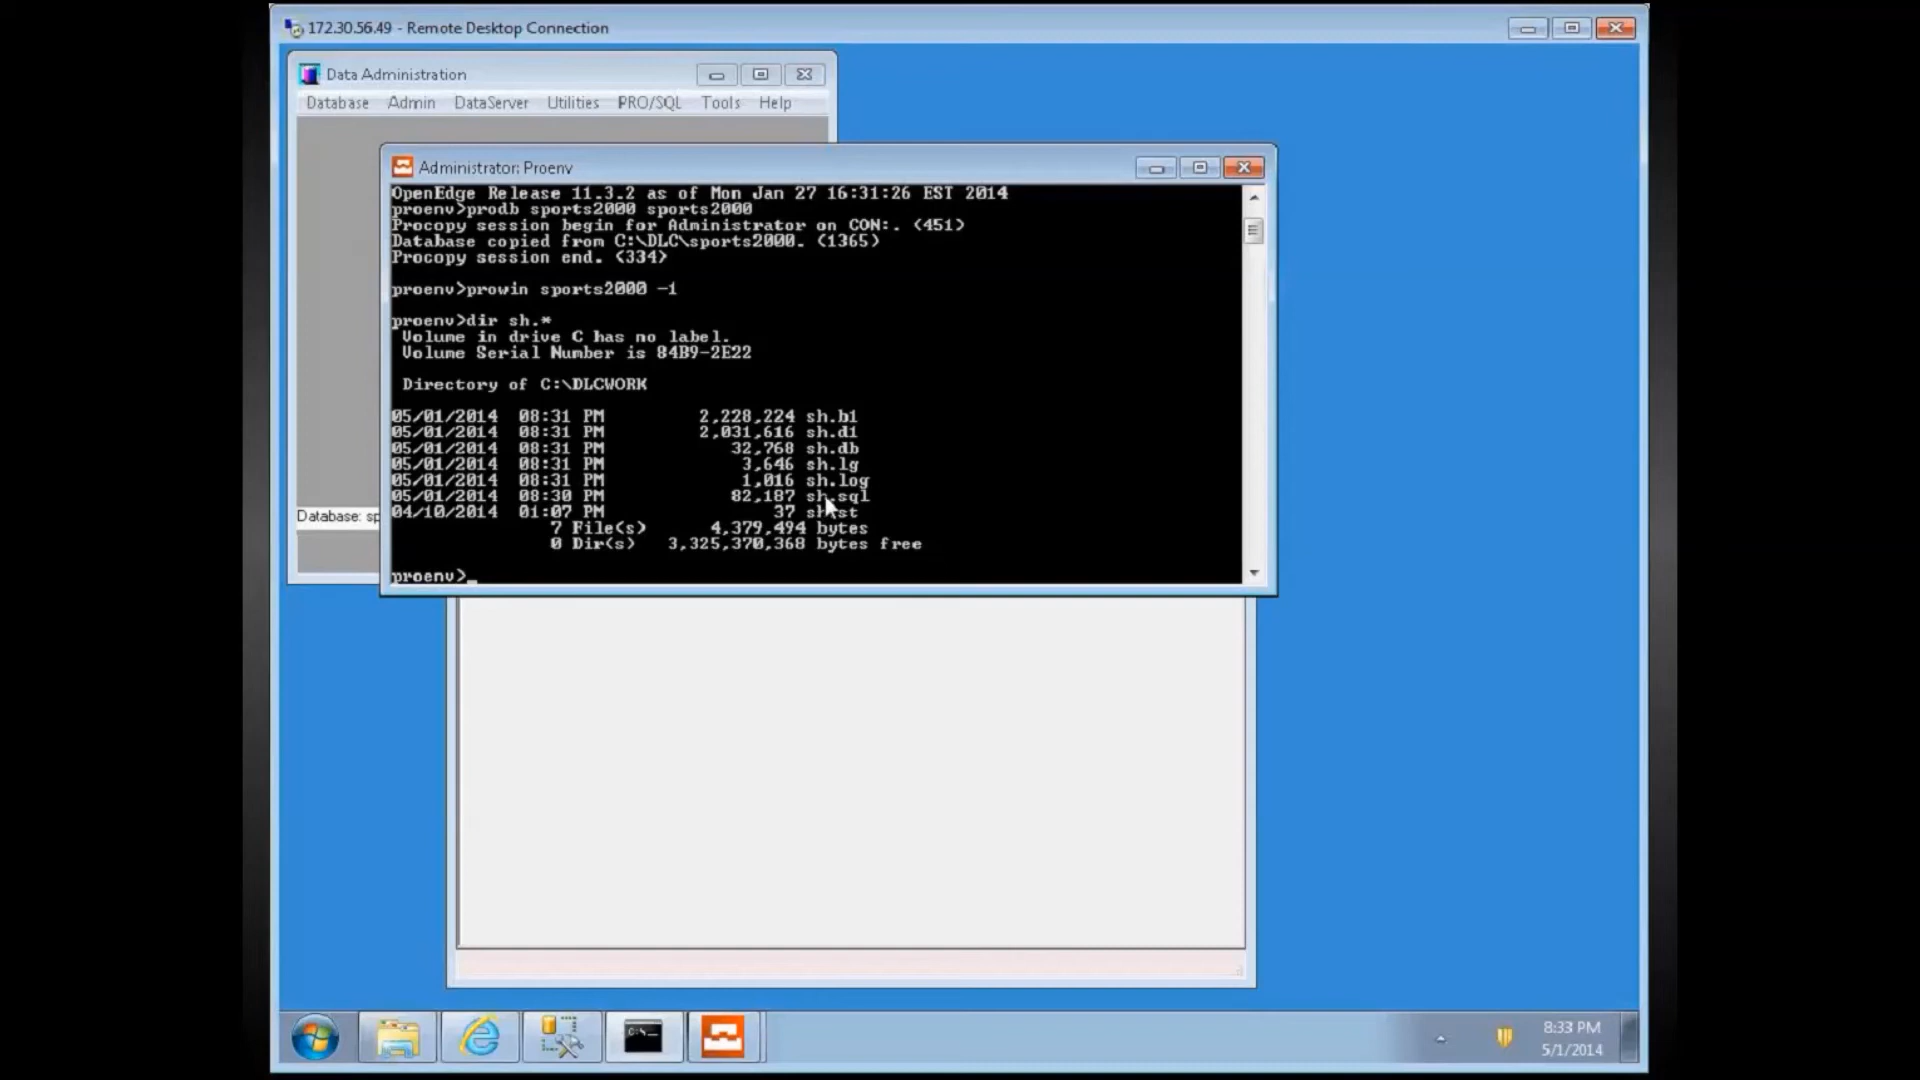 172.30.56.49 - Remote Desktop Connection
Data Administration
Database Admin DataServer Utilities PRO/SQL Tools Help
Administrator: Proenv
OpenEdge Release 11.3.2 as of Mon Jan 27 16:31:26 EST 2014
proenv>prodb sports2000 sports2000
Procopy session begin for Administrator on CON:. (451)
Database copied from C:\DLC\sports2000. (1365)
Procopy session end. (334)
proenv>prowin sports2000 -1
proenv>dir sh.*
Volume in drive C has no label.
Volume Serial Number is 84B9-2E22
Directory of C:\DLCWORK
05/01/2014 08:31 PM 2,228,224 sh.b1
05/01/2014 08:31 PM 2,031,616 sh.d1
05/01/2014 08:31 PM 32,768 sh.db
05/01/2014 08:31 PM 3,646 sh.lg
05/01/2014 08:31 PM 1,016 sh.log
05/01/2014 08:30 PM 82,187 sh.sql
04/10/2014 01:07 PM 37 sh.st
7 File(s) 4,379,494 bytes
0 Dir(s) 3,325,370,368 bytes free
proenv>_
Database: sp
C:\_
8:33 PM
5/1/2014